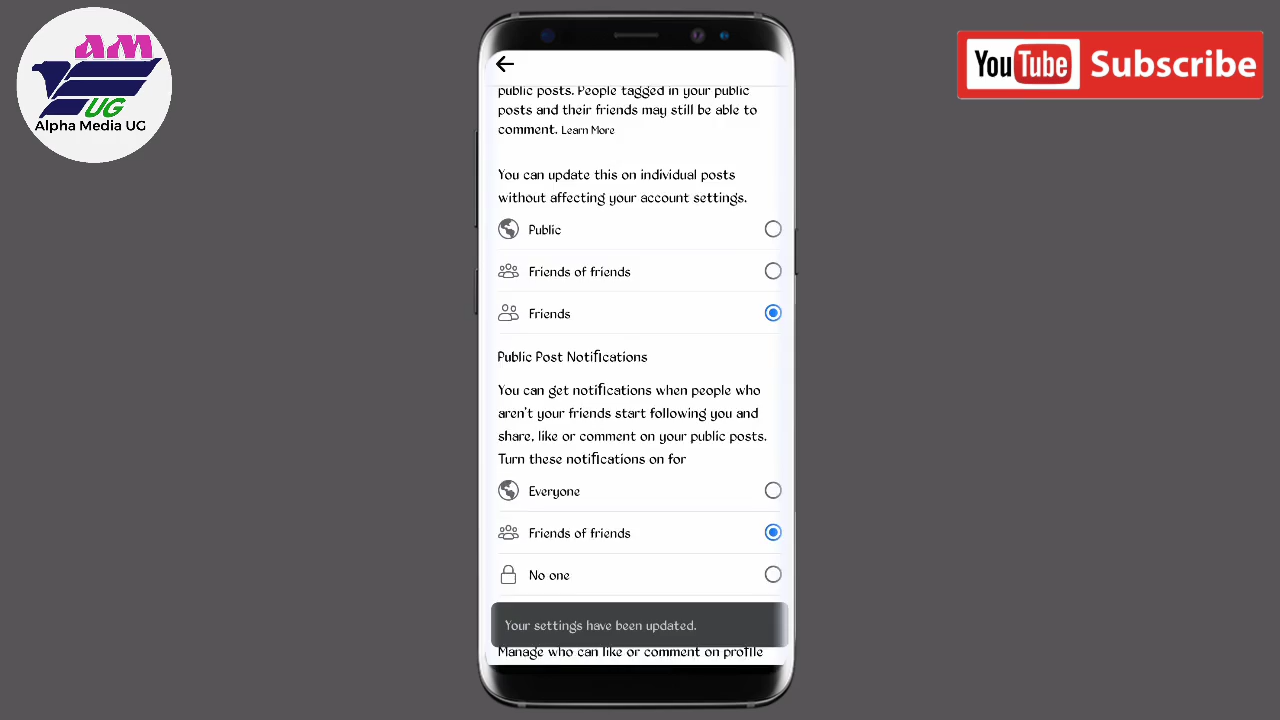 AM
UG
Alpha Media UG
YouTube Subscribe
public posts. People tagged in your public
posts and their friends may still be able to
comment. Learn More
You can update this on individual posts
without affecting your account settings.
Public
Friends of friends
Friends
Public Post Notifications
You can get notifications when people who
aren't your friends start following you and
share, like or comment on your public posts.
Turn these notifications on for
Everyone
Friends of friends
No one
Your settings have been updated.
Manage who can like or comment on profile